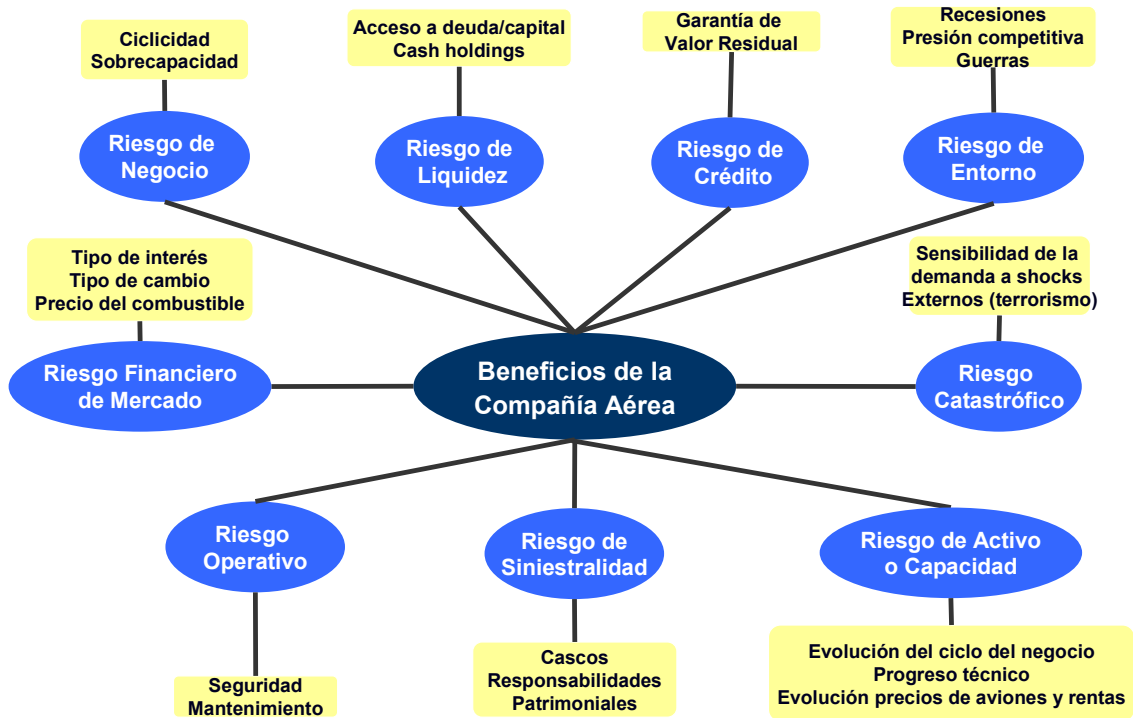 Ciclicidad
Sobrecapacidad
Acceso a deuda/capital
Cash holdings
Garantía de
Valor Residual
Recesiones
Presión competitiva
Guerras
Riesgo de
Negocio
Riesgo de
Liquidez
Riesgo de
Crédito
Riesgo de
Entorno
Tipo de interés
Tipo de cambio
Precio del combustible
Sensibilidad de la
demanda a shocks
Externos (terrorismo)
Riesgo Financiero
de Mercado
Beneficios de la
Compañía Aérea
Riesgo
Catastrófico
Riesgo
Operativo
Riesgo de
Siniestralidad
Riesgo de Activo
o Capacidad
Seguridad
Mantenimiento
Cascos
Responsabilidades
Patrimoniales
Evolución del ciclo del negocio
Progreso técnico
Evolución precios de aviones y rentas